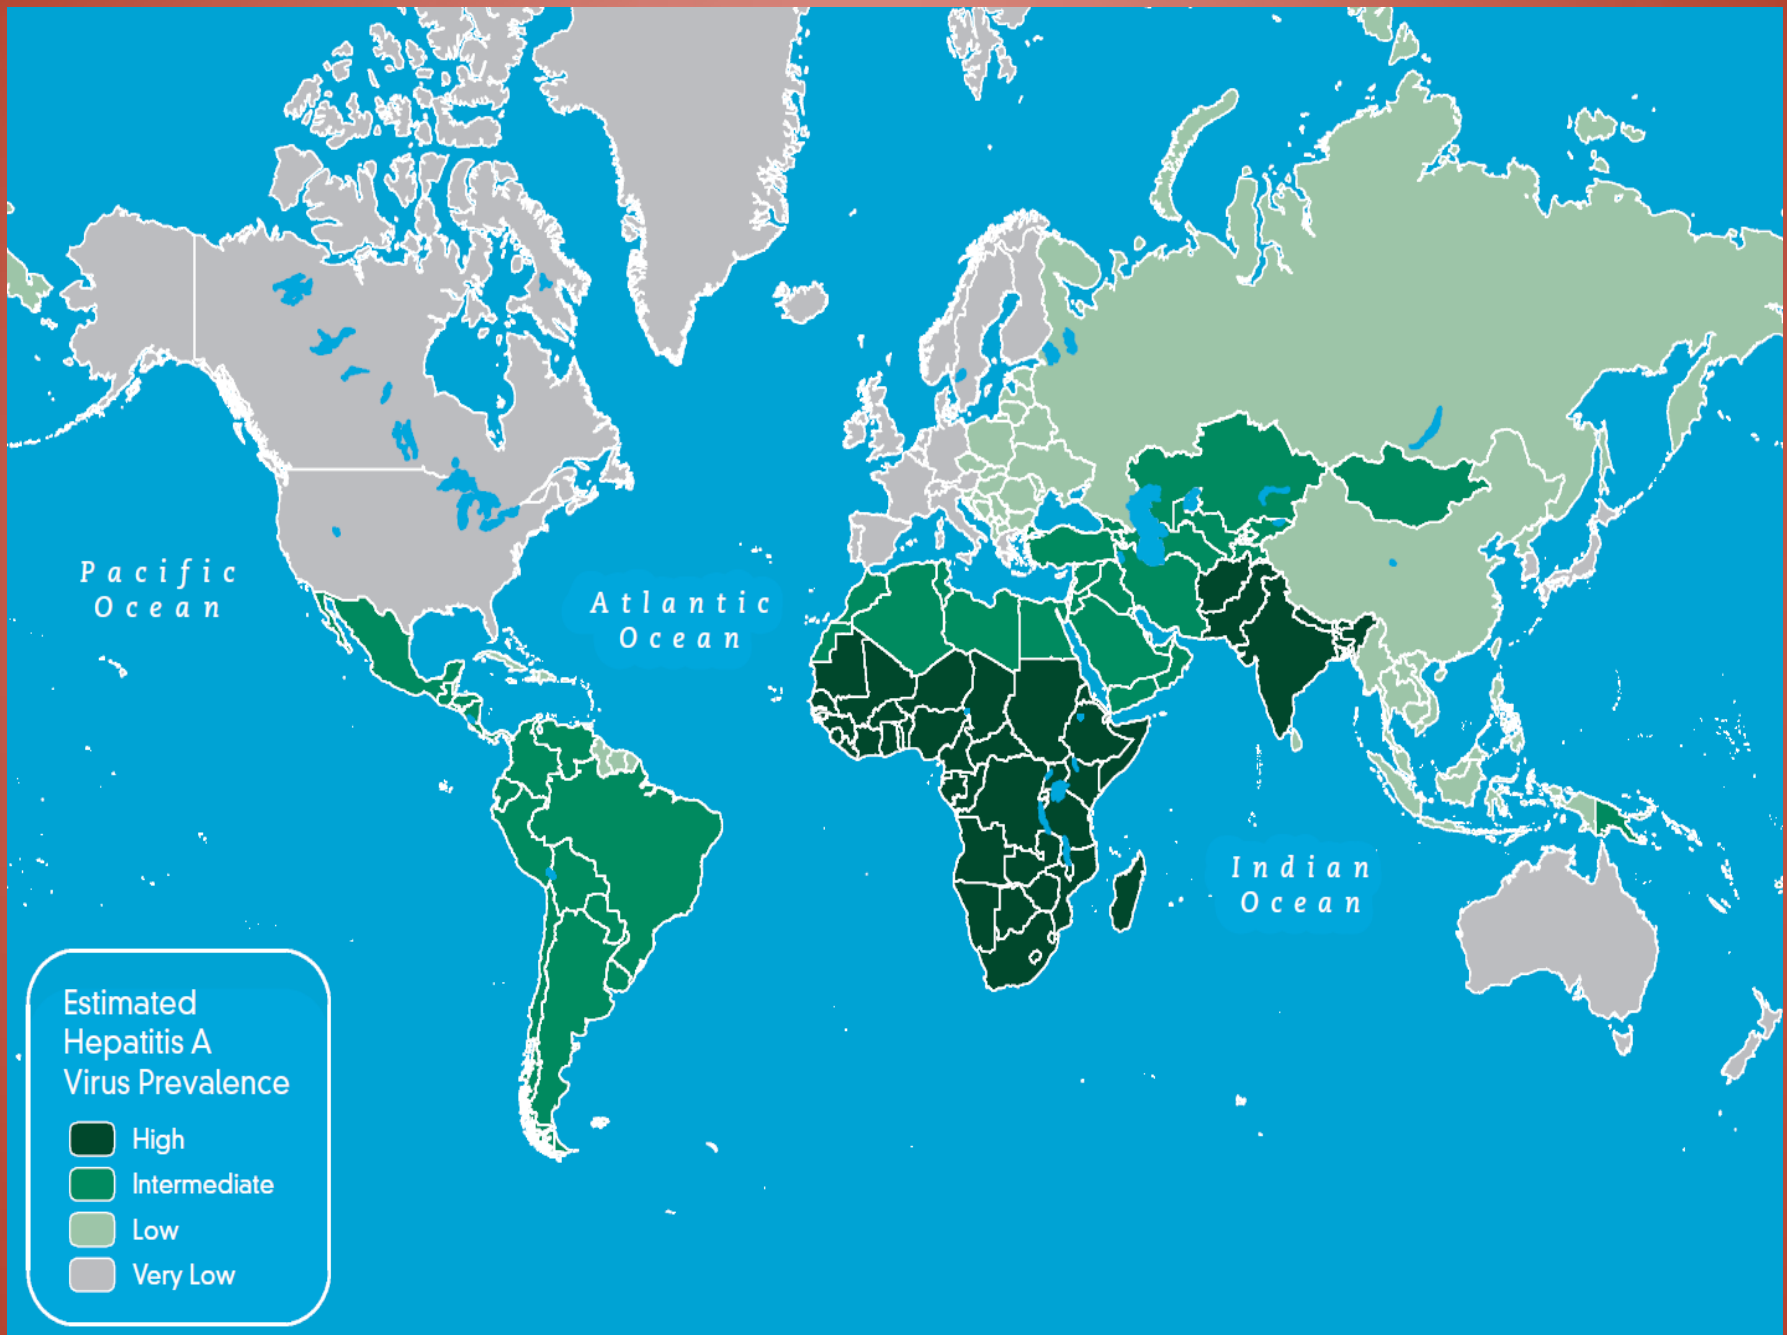 Pacific
Ocean
Atlantic
Ocean
Indian
Ocean
Estimated
Hepatitis A
Virus Prevalence
High
Intermediate
Low
Very Low